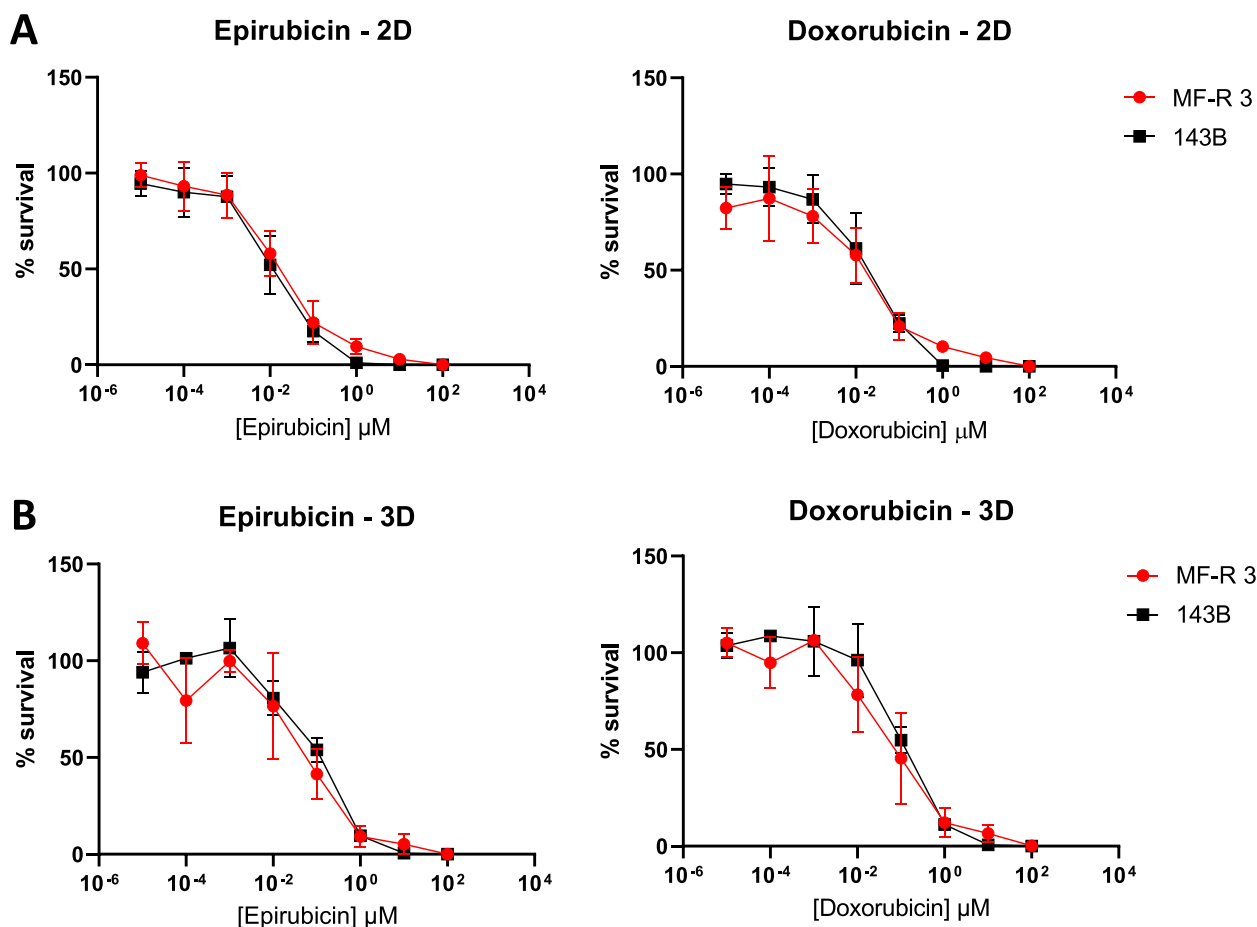 A
Epirubicin - 2D
% survival
150
100
50
0
10-6
10-4
10-2
100
102
104
[Epirubicin] µM
Doxorubicin - 2D
% survival
150
100
50
0
10-6
10-4
10-2
100
102
104
[Doxorubicin] μM
MF-R 3
143B
B
Epirubicin - 3D
% survival
150
100
50
0
10-6
10-4
10-2
100
102
104
[Epirubicin] µM
Doxorubicin - 3D
% survival
150
100
50
0
10-6
10-4
10-2
100
102
104
[Doxorubicin] µM
MF-R 3
143B